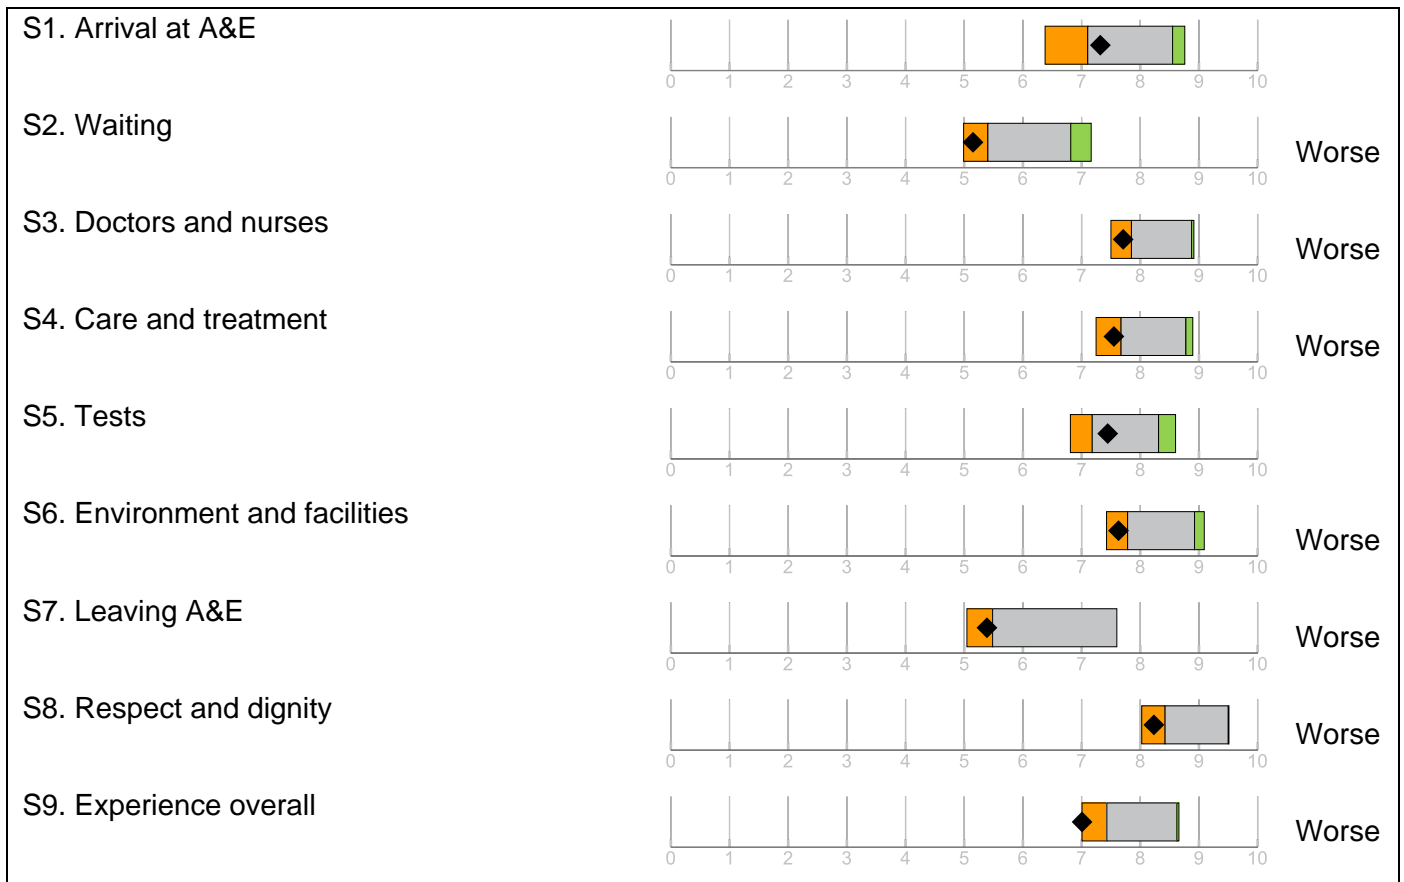 S1. Arrival at A&E
0 1 2 3 4 5 6 7 8 9 10
S2. Waiting
Worse
0 1 2 3 4 5 6 7 8 9 10
S3. Doctors and nurses
Worse
0 1 2 3 4 5 6 7 8 9 10
S4. Care and treatment
Worse
0 1 2 3 4 5 6 7 8 9 10
S5. Tests
0 1 2 3 4 5 6 7 8 9 10
S6. Environment and facilities
Worse
0 1 2 3 4 5 6 7 8 9 10
S7. Leaving A&E
Worse
0 1 2 3 4 5 6 7 8 9 10
S8. Respect and dignity
Worse
0 1 2 3 4 5 6 7 8 9 10
S9. Experience overall
Worse
0 1 2 3 4 5 6 7 8 9 10